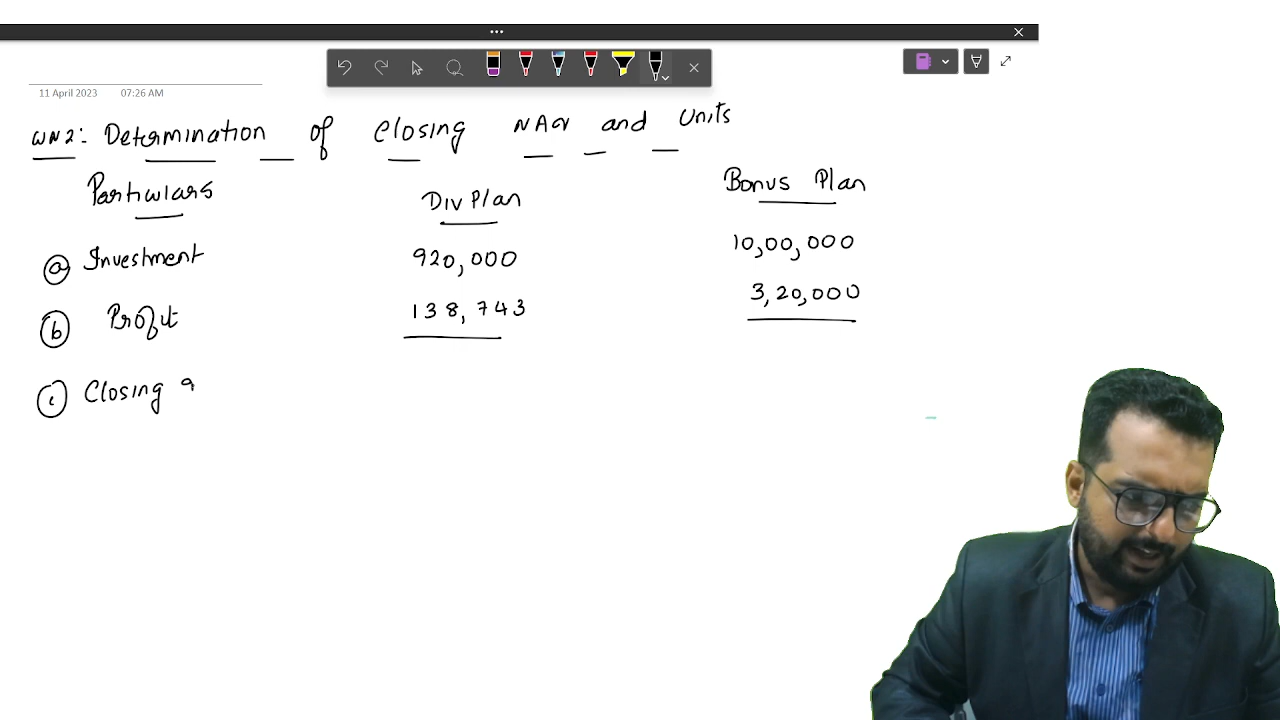 11 April 2023 07:26 AM
WN2: Determination of Closing NAV and Units
Particulars Div Plan Bonus Plan
a Investment 920,000 10,00,000
b Profit 138,743 3,20,000
c Closing